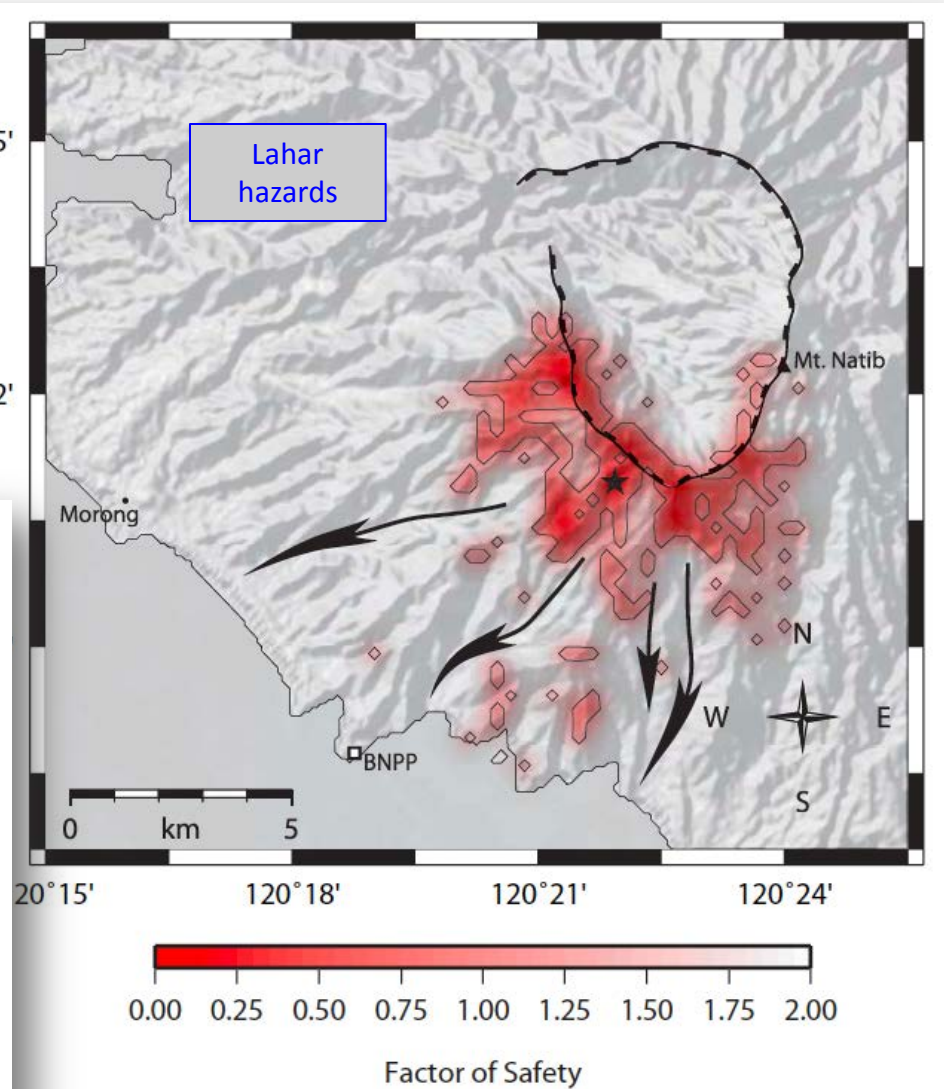 5'
Lahar
hazards
2'
Mt. Natib
Morong
N
W E
BNPP
S
0 km 5
20°15' 120°18' 120°21' 120°24'
0.00 0.25 0.50 0.75 1.00 1.25 1.50 1.75 2.00
Factor of Safety